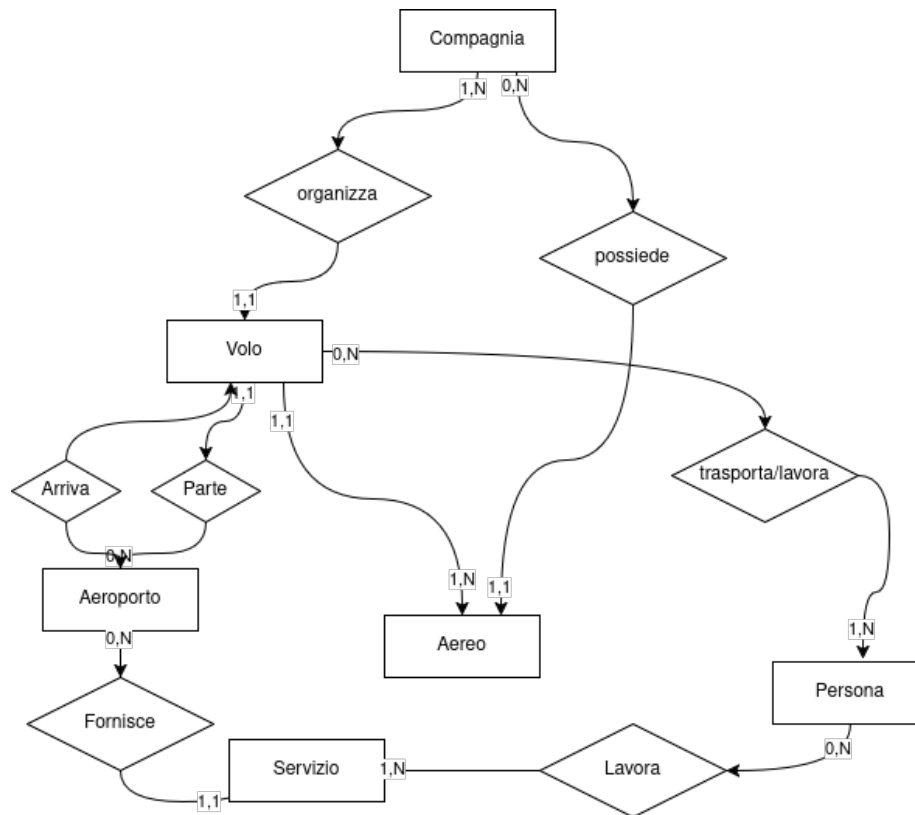 Compagnia
1,N
0,N
organizza
possiede
1,1
Volo
0,N
1,1
1,1
trasporta/lavora
Arriva
Parte
0,N
Aeroporto
1,N
1,1
Aereo
1,N
0,N
Persona
Fornisce
0,N
Servizio
1,N
Lavora
1,1